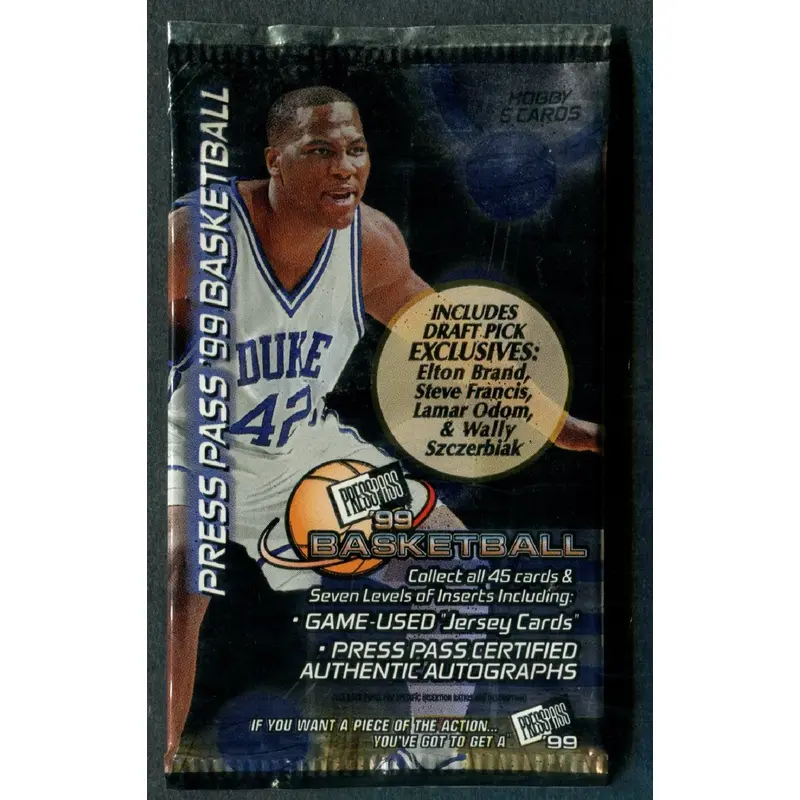 HOBBY
5 CARDS
PRESS PASS '99 BASKETBALL
INCLUDES
DRAFT PICK
EXCLUSIVES:
Elton Brand,
Steve Francis,
Lamar Odom,
& Wally
Szczerbiak
DUKE
42
PRESS PASS
'99
BASKETBALL
Collect all 45 cards &
Seven Levels of Inserts Including:
• GAME-USED "Jersey Cards"
• PRESS PASS CERTIFIED
AUTHENTIC AUTOGRAPHS
IF YOU WANT A PIECE OF THE ACTION...
YOU'VE GOT TO GET A
PRESS PASS
'99